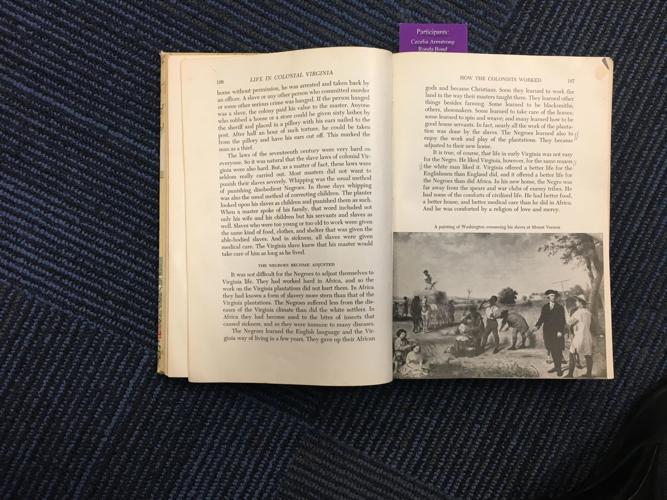 Participants:
Cecelia Armstrong
Ronda Bond
106 LIFE IN COLONIAL VIRGINIA
home without permission, he was arrested and taken back by
an officer. A slave or any other person who committed murder
or some other serious crime was hanged. If the person hanged
was a slave, the colony paid his value to the master. Anyone
who robbed a house or a store could be given sixty lashes by
the sheriff and placed in a pillory with his ears nailed to the
post. After half an hour of such torture, he could be taken
from the pillory and have his ears cut off. This marked the
man as a thief.
The laws of the seventeenth century were very hard on
everyone. So it was natural that the slave laws of colonial Vir-
ginia were also hard. But, as a matter of fact, these laws were
seldom really carried out. Most masters did not want to
punish their slaves severely. Whipping was the usual method
of punishing disobedient Negroes. In those days whipping
was also the usual method of correcting children. The planter
looked upon his slaves as children and punished them as such.
When a master spoke of his family, that word included not
only his wife and his children but his servants and slaves as
well. Slaves who were too young or too old to work were given
the same kind of food, clothes, and shelter that was given the
able-bodied slaves. And in sickness, all slaves were given
medical care. The Virginia slave knew that his master would
take care of him as long as he lived.
THE NEGROES BECOME ADJUSTED
It was not difficult for the Negroes to adjust themselves to
Virginia life. They had worked hard in Africa, and so the
work on the Virginia plantations did not hurt them. In Africa
they had known a form of slavery more stern than that of the
Virginia plantations. The Negroes suffered less from the dis-
eases of the Virginia climate than did the white settlers. In
Africa they had become used to the bites of insects that
caused sickness, and so they were immune to many diseases.
The Negroes learned the English language and the Vir-
ginia way of living in a few years. They gave up their African
HOW THE COLONISTS WORKED 107
gods and became Christians. Soon they learned to work the
land in the way their masters taught them. They learned other
things besides farming. Some learned to be blacksmiths,
others, shoemakers. Some learned to take care of the horses,
some learned to spin and weave; and many learned how to be
good house servants. In fact, nearly all the work of the planta-
tion was done by the slaves. The Negroes learned also to
enjoy the work and play of the plantations. They became
adjusted to their new home.
It is true, of course, that life in early Virginia was not easy
for the Negro. He liked Virginia, however, for the same reason
the white man liked it. Virginia offered a better life for the
Englishmen than England did, and it offered a better life for
the Negroes than did Africa. In his new home, the Negro was
far away from the spears and war clubs of enemy tribes. He
had some of the comforts of civilized life. He had better food,
a better house, and better medical care than he did in Africa.
And he was comforted by a religion of love and mercy.
A painting of Washington overseeing his slaves at Mount Vernon